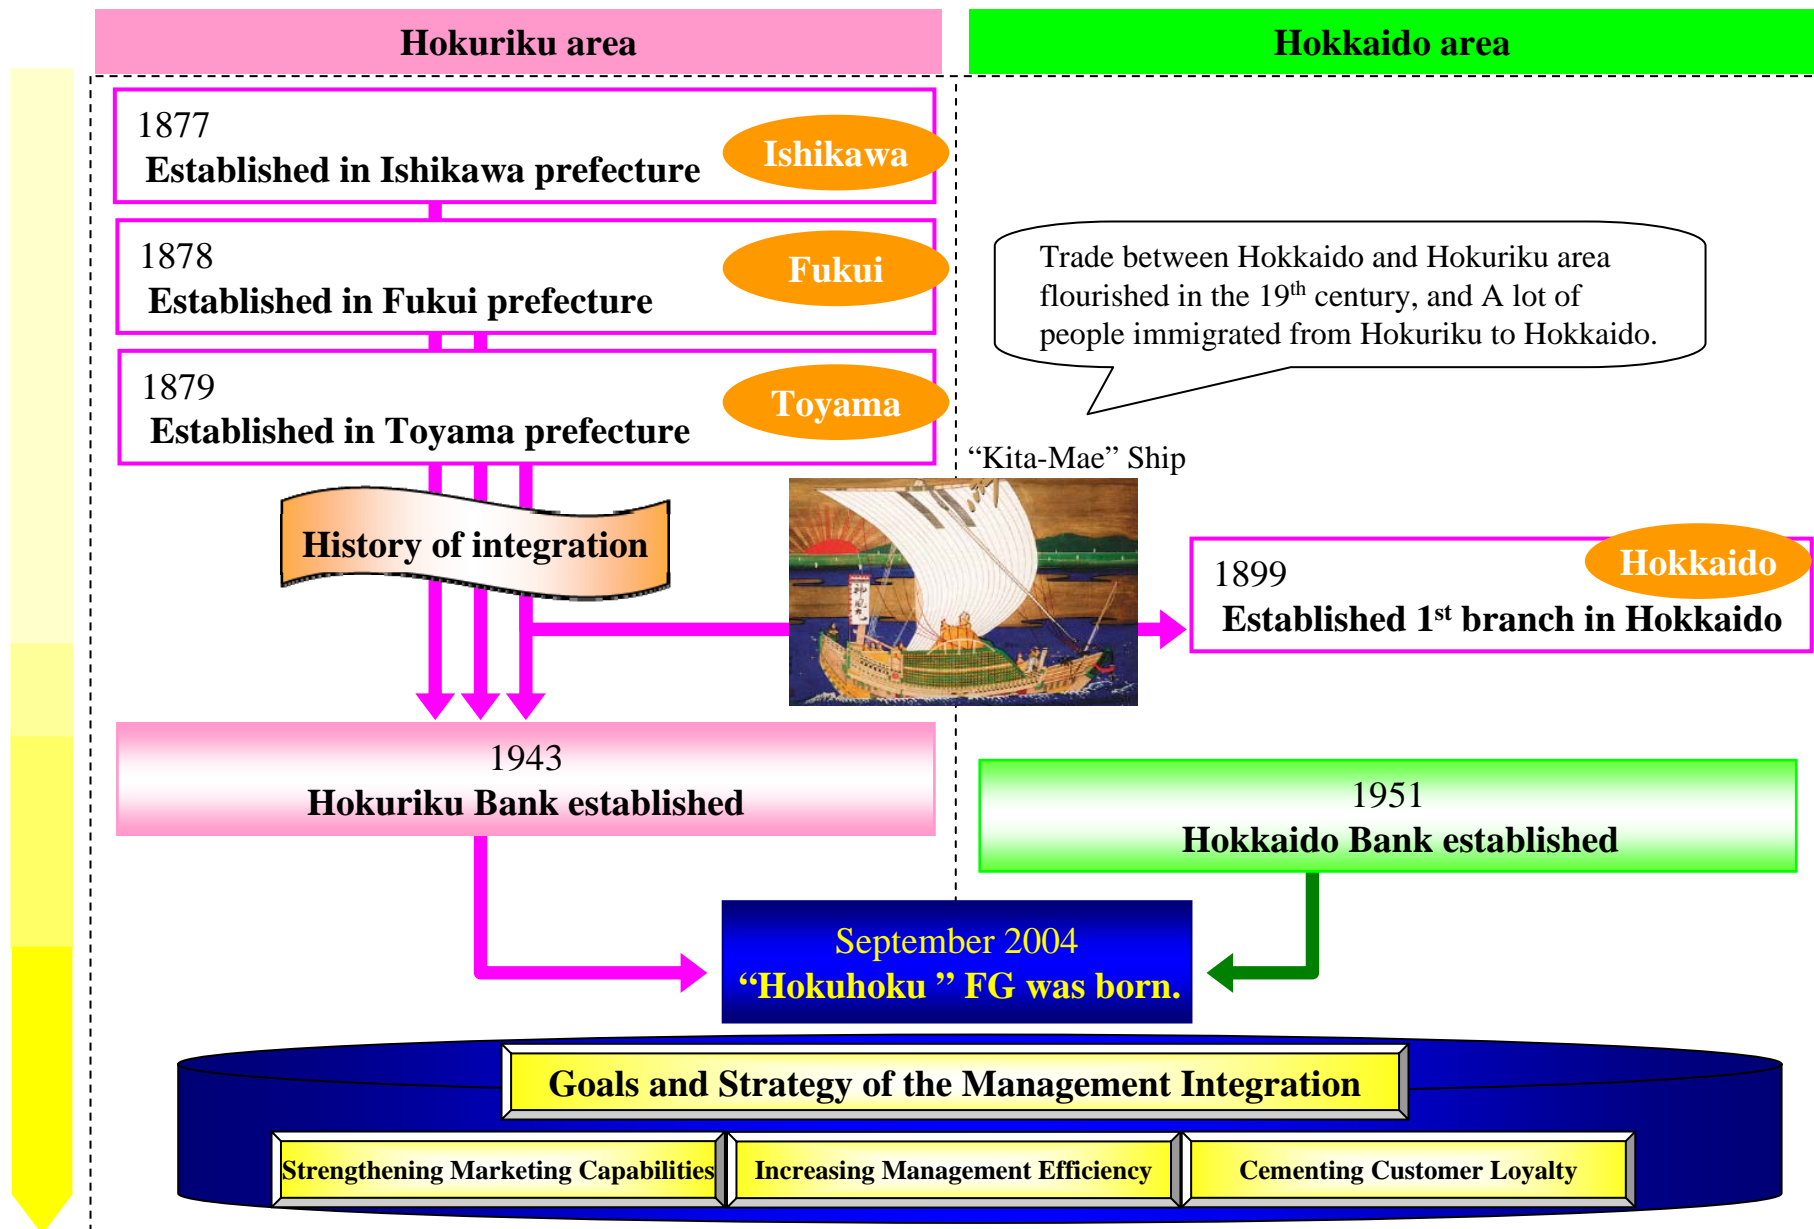 Hokuriku area
Hokkaido area
1877
Established in Ishikawa prefecture
Ishikawa
1878
Established in Fukui prefecture
Fukui
1879
Established in Toyama prefecture
Toyama
Trade between Hokkaido and Hokuriku area
flourished in the 19th century, and A lot of
people immigrated from Hokuriku to Hokkaido.
“Kita-Mae” Ship
History of integration
Hokkaido
1899
Established 1st branch in Hokkaido
1943
Hokuriku Bank established
1951
Hokkaido Bank established
September 2004
“Hokuhoku ” FG was born.
Goals and Strategy of the Management Integration
Strengthening Marketing Capabilities
Increasing Management Efficiency
Cementing Customer Loyalty